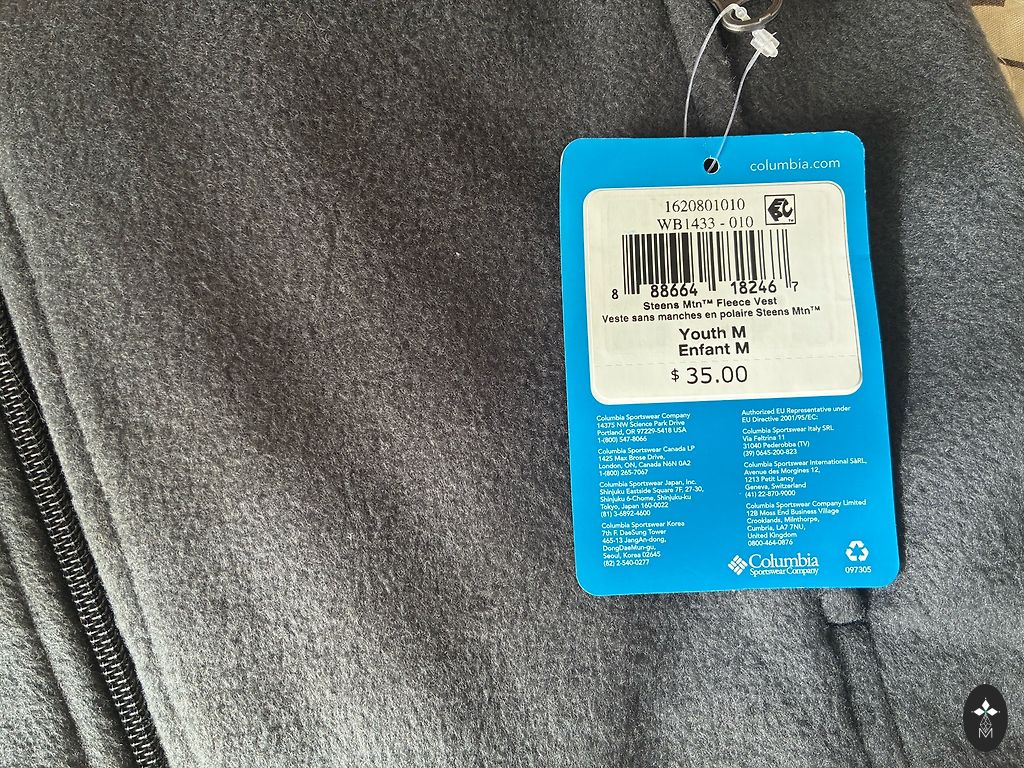 columbia.com
1620801010
WB1433 - 010
8 88664 18246 7
Steens Mtn™ Fleece Vest
Veste sans manches en polaire Steens Mtn™
Youth M
Enfant M
$ 35.00
Columbia Sportswear Company
14375 NW Science Park Drive
Portland, OR 97229-5418 USA
1-(800) 547-8066
Columbia Sportswear Canada LP
1425 Max Brose Drive,
London, ON, Canada N6N 0A2
1-(800) 265-7067
Columbia Sportswear Japan, Inc.
Shinjuku Eastside Square 7F, 27-30,
Shinjuku 6-Chome, Shinjuku-ku
Tokyo, Japan 160-0022
(81) 3-6892-4600
Columbia Sportswear Korea
7th F. DaeSung Tower
465-13 JangAn-dong,
DongDaeMun-gu,
Seoul, Korea 02645
(82) 2-540-0277
Authorized EU Representative under
EU Directive 2001/95/EC:
Columbia Sportswear Italy SRL
Via Feltrina 11
31040 Pederobba (TV)
(39) 0645-200-823
Columbia Sportswear International SàRL,
Avenue des Morgines 12,
1213 Petit Lancy
Geneva, Switzerland
(41) 22-870-9000
Columbia Sportswear Company Limited
12B Moss End Business Village
Crooklands, Milnthorpe,
Cumbria, LA7 7NU,
United Kingdom
0800-464-0876
Columbia
Sportswear Company
097305